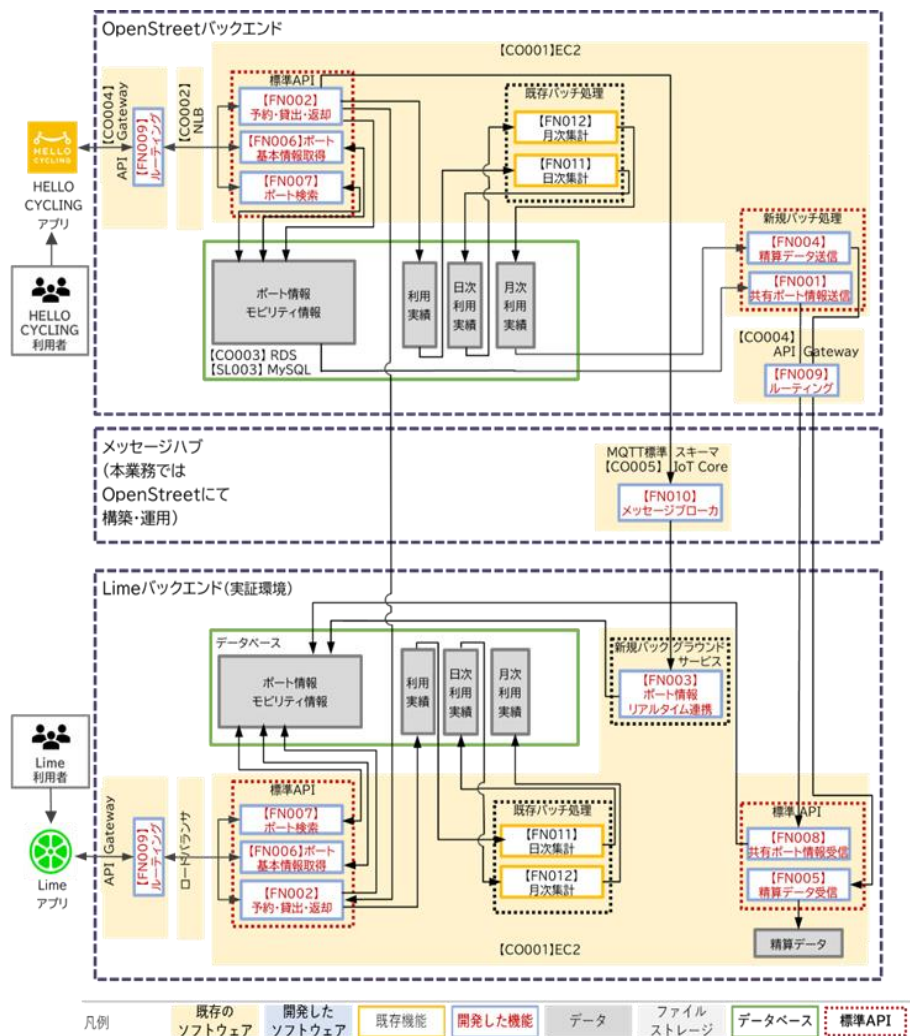 OpenStreetバックエンド
【CO001】EC2
【CO004】
API Gateway
【FN009】
ルーティング
【CO002】
NLB
標準API
【FN002】
予約・貸出・返却
【FN006】ポート
基本情報取得
【FN007】
ポート検索
既存バッチ処理
【FN012】
月次集計
【FN011】
日次集計
HELLO
CYCLING
HELLO
CYCLING
アプリ
HELLO
CYCLING
利用者
新規バッチ処理
【FN004】
精算データ送信
【FN001】
共有ポート情報送信
ポート情報
モビリティ情報
利用
実績
日次
利用
実績
月次
利用
実績
【CO003】RDS
【SL003】MySQL
【CO004】
API Gateway
【FN009】
ルーティング
メッセージハブ
(本業務では
OpenStreetにて
構築・運用)
MQTT標準 スキーマ
【CO005】 IoT Core
【FN010】
メッセージブローカ
Limeバックエンド(実証環境)
データベース
ポート情報
モビリティ情報
利用
実績
日次
利用
実績
月次
利用
実績
新規バック グラウンド
サービス
【FN003】
ポート情報
リアルタイム連携
Lime
利用者
Lime
アプリ
API Gateway
【FN009】
ルーティング
ロードバランサ
標準API
【FN007】
ポート検索
【FN006】ポート
基本情報取得
【FN002】
予約・貸出・返却
既存バッチ処理
【FN011】
日次集計
【FN012】
月次集計
標準 API
【FN008】
共有ポート情報受信
【FN005】
精算データ受信
精算データ
【CO001】EC2
凡例
既存の
ソフトウェア
開発した
ソフトウェア
既存機能
開発した機能
データ
ファイル
ストレージ
データベース
標準API